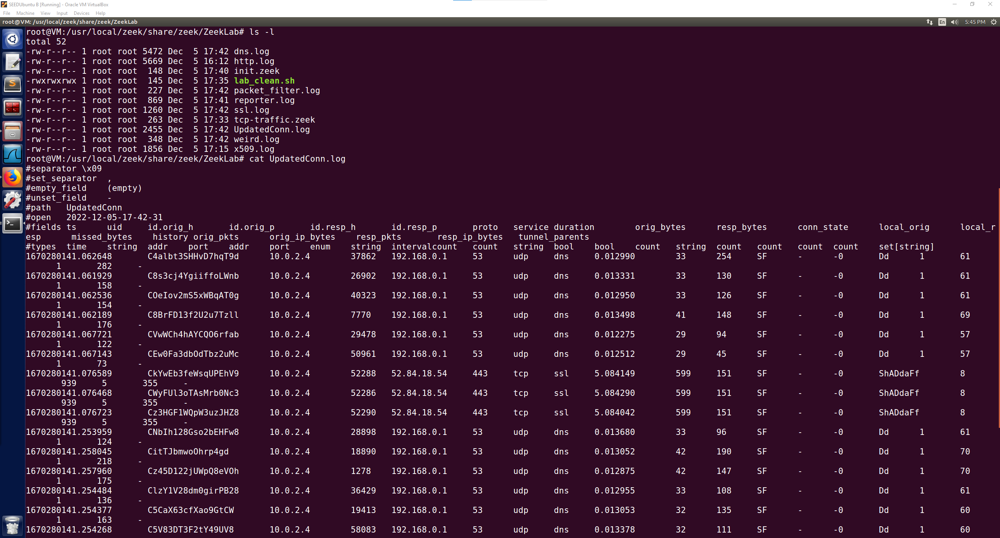 SEEDUbuntu B [Running] - Oracle VM VirtualBox
File Machine View Input Devices Help
root@VM: /usr/local/zeek/share/zeek/ZeekLab En 5:45 PM
root@VM:/usr/local/zeek/share/zeek/ZeekLab# ls -l
total 52
-rw-r--r-- 1 root root 5472 Dec  5 17:42 dns.log
-rw-r--r-- 1 root root 5669 Dec  5 16:12 http.log
-rw-r--r-- 1 root root  148 Dec  5 17:40 init.zeek
-rwxrwxrwx 1 root root  145 Dec  5 17:35 lab_clean.sh
-rw-r--r-- 1 root root  227 Dec  5 17:42 packet_filter.log
-rw-r--r-- 1 root root  869 Dec  5 17:41 reporter.log
-rw-r--r-- 1 root root 1260 Dec  5 17:42 ssl.log
-rw-r--r-- 1 root root  263 Dec  5 17:33 tcp-traffic.zeek
-rw-r--r-- 1 root root 2455 Dec  5 17:42 UpdatedConn.log
-rw-r--r-- 1 root root  348 Dec  5 17:42 weird.log
-rw-r--r-- 1 root root 1856 Dec  5 17:15 x509.log
root@VM:/usr/local/zeek/share/zeek/ZeekLab# cat UpdatedConn.log
#separator \x09
#set_separator ,
#empty_field (empty)
#unset_field -
#path UpdatedConn
#open 2022-12-05-17-42-31
#fields ts uid id.orig_h id.orig_p id.resp_h id.resp_p proto service duration orig_bytes resp_bytes conn_state local_orig local_r
esp missed_bytes history orig_pkts orig_ip_bytes resp_pkts resp_ip_bytes tunnel_parents
#types time string addr port addr port enum string intervalcount count string bool bool count string count count count count set[string]
1670280141.062648 C4albt3SHHvD7hqT9d 10.0.2.4 37862 192.168.0.1 53 udp dns 0.012990 33 254 SF - -0 Dd 1 61
1 282 -
1670280141.061929 C8s3cj4YgiiffoLWnb 10.0.2.4 26902 192.168.0.1 53 udp dns 0.013331 33 130 SF - -0 Dd 1 61
1 158 -
1670280141.062536 COeIov2mS5xWBqAT0g 10.0.2.4 40323 192.168.0.1 53 udp dns 0.012950 33 126 SF - -0 Dd 1 61
1 154 -
1670280141.062189 C8BrFD13f2U2u7Tzll 10.0.2.4 7770 192.168.0.1 53 udp dns 0.013498 41 148 SF - -0 Dd 1 69
1 176 -
1670280141.067721 CVwWCh4hAYCQO6rfab 10.0.2.4 29478 192.168.0.1 53 udp dns 0.012275 29 94 SF - -0 Dd 1 57
1 122 -
1670280141.067143 CEw0Fa3dbOdTbz2uMc 10.0.2.4 50961 192.168.0.1 53 udp dns 0.012512 29 45 SF - -0 Dd 1 57
1 73 -
1670280141.076589 CkYwEb3feWsqUPEhV9 10.0.2.4 52288 52.84.18.54 443 tcp ssl 5.084149 599 151 SF - -0 ShADdaFf 8
939 5 355 -
1670280141.076468 CWyFUl3oTAsMrb0Nc3 10.0.2.4 52286 52.84.18.54 443 tcp ssl 5.084290 599 151 SF - -0 ShADdaFf 8
939 5 355 -
1670280141.076723 Cz3HGF1WQpW3uzJHZ8 10.0.2.4 52290 52.84.18.54 443 tcp ssl 5.084042 599 151 SF - -0 ShADdaFf 8
939 5 355 -
1670280141.253959 CNbIh128Gso2bEHFw8 10.0.2.4 28898 192.168.0.1 53 udp dns 0.013680 33 96 SF - -0 Dd 1 61
1 124 -
1670280141.258045 CitTJbmwoOhrp4gd 10.0.2.4 18890 192.168.0.1 53 udp dns 0.013052 42 190 SF - -0 Dd 1 70
1 218 -
1670280141.257960 Cz45D122jUWpQ8eVOh 10.0.2.4 1278 192.168.0.1 53 udp dns 0.012875 42 147 SF - -0 Dd 1 70
1 175 -
1670280141.254484 ClzY1V28dm0girPB28 10.0.2.4 36429 192.168.0.1 53 udp dns 0.012955 33 108 SF - -0 Dd 1 61
1 136 -
1670280141.254377 C5CaX63cfXao9GtCW 10.0.2.4 19413 192.168.0.1 53 udp dns 0.013053 32 135 SF - -0 Dd 1 60
1 163 -
1670280141.254268 C5V83DT3F2tY49UV8 10.0.2.4 58083 192.168.0.1 53 udp dns 0.013378 32 111 SF - -0 Dd 1 60